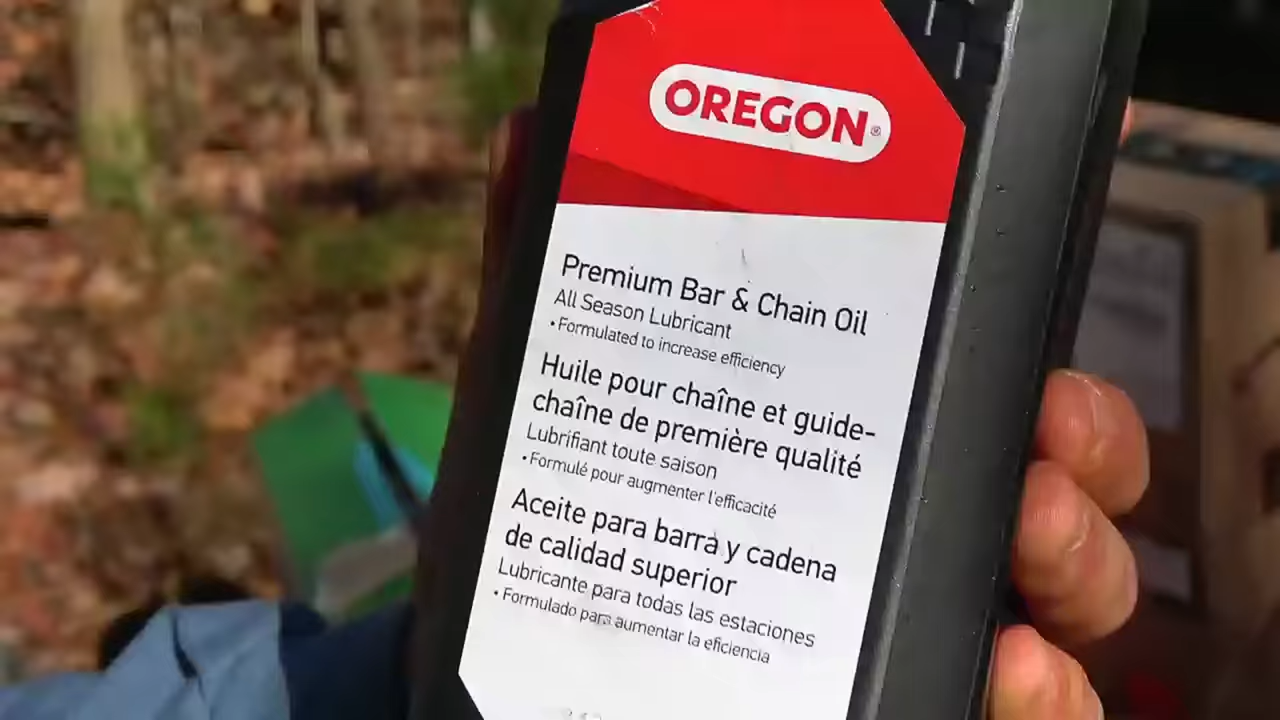 OREGON®
Premium Bar & Chain Oil
All Season Lubricant
• Formulated to increase efficiency
Huile pour chaîne et guide-
chaîne de première qualité
Lubrifiant toute saison
• Formulé pour augmenter l'efficacité
Aceite para barra y cadena
de calidad superior
Lubricante para todas las estaciones
• Formulado para aumentar la eficiencia